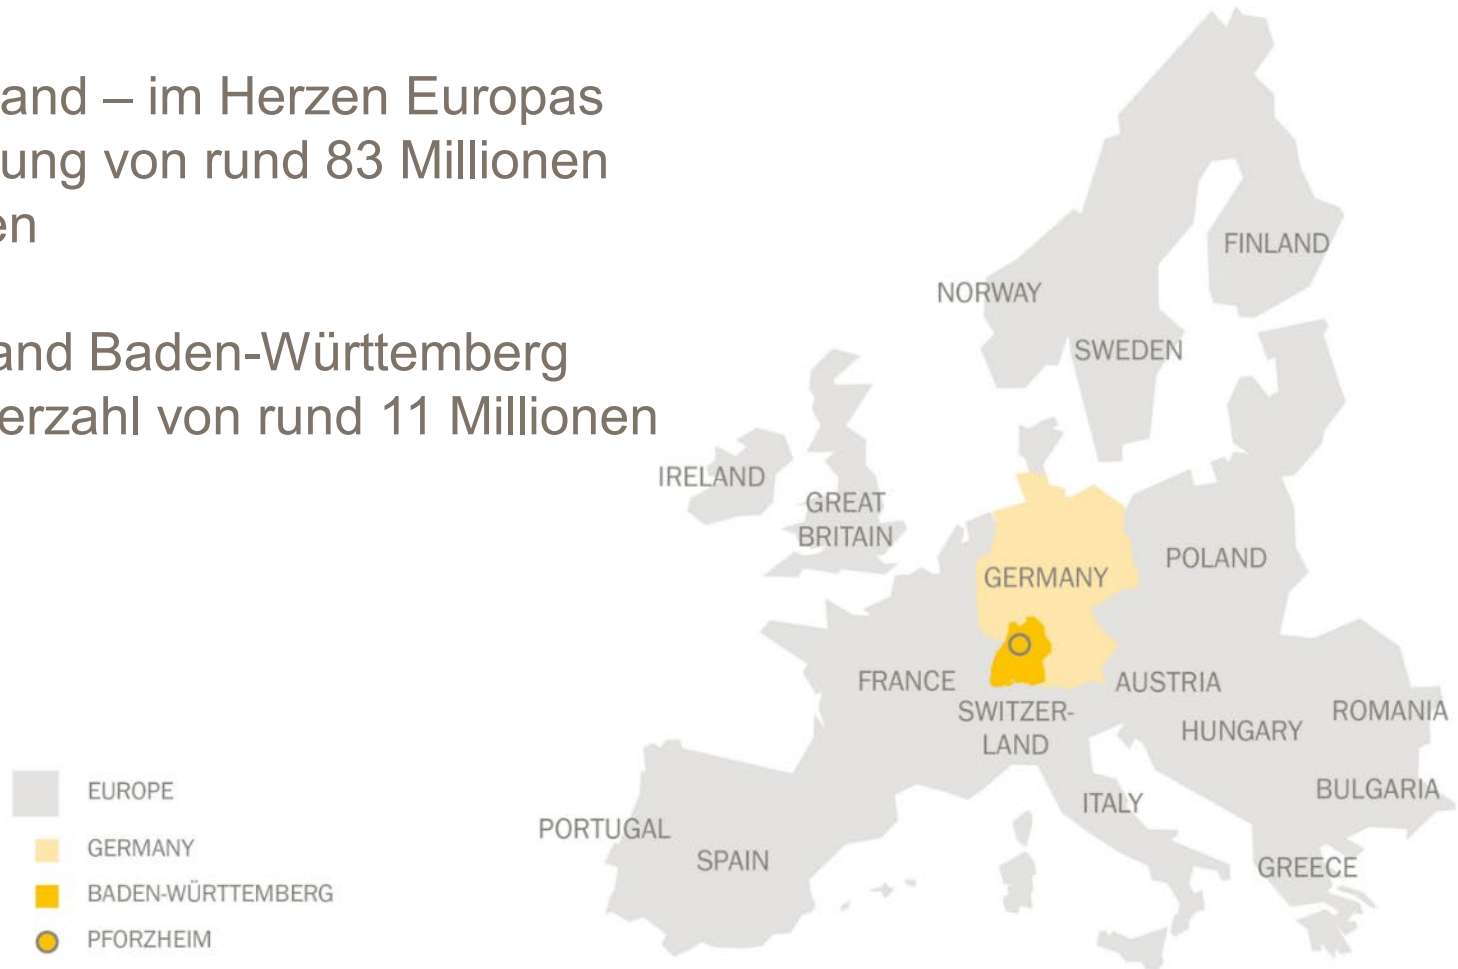 and – im Herzen Europas
ung von rund 83 Millionen
en
and Baden-Württemberg
erzahl von rund 11 Millionen
FINLAND
NORWAY
SWEDEN
IRELAND
GREAT
BRITAIN
GERMANY
POLAND
FRANCE
AUSTRIA
SWITZER-
LAND
HUNGARY
ROMANIA
BULGARIA
ITALY
PORTUGAL
SPAIN
GREECE
EUROPE
GERMANY
BADEN-WÜRTTEMBERG
PFORZHEIM